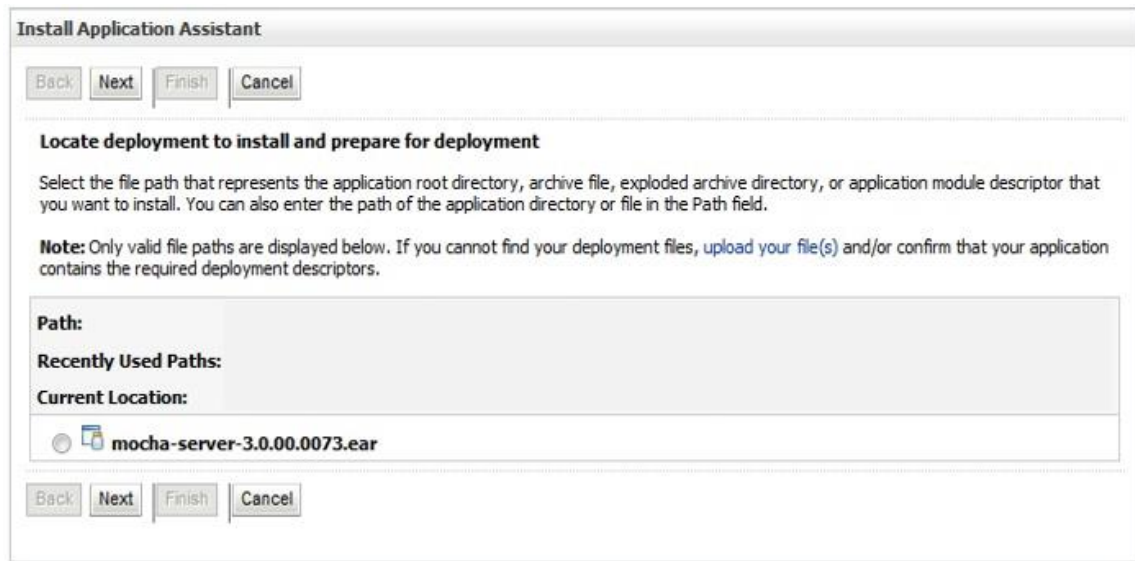 Install Application Assistant
Back Next Finish Cancel
Locate deployment to install and prepare for deployment
Select the file path that represents the application root directory, archive file, exploded archive directory, or application module descriptor that
you want to install. You can also enter the path of the application directory or file in the Path field.
Note: Only valid file paths are displayed below. If you cannot find your deployment files, upload your file(s) and/or confirm that your application
contains the required deployment descriptors.
Path:
Recently Used Paths:
Current Location:
mocha-server-3.0.00.0073.ear
Back Next Finish Cancel